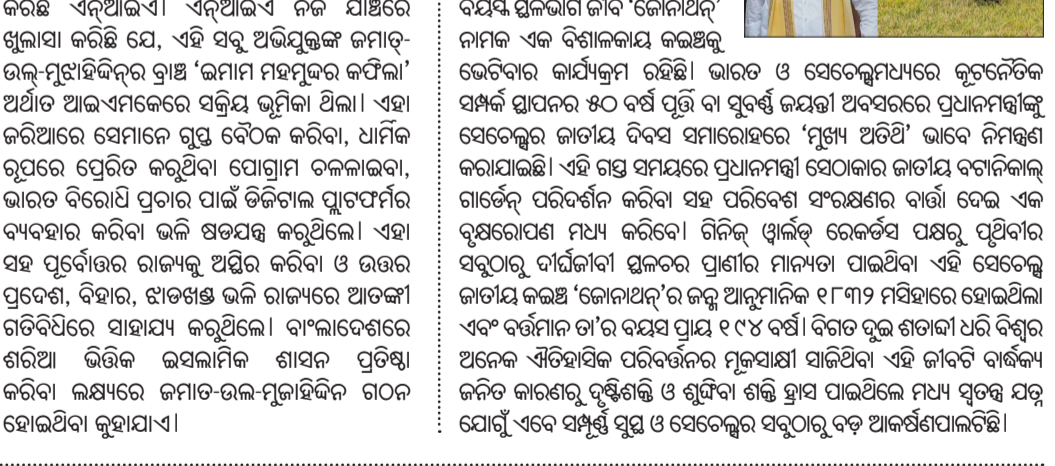 କରିଛି ଏନ୍‌ଆଇଏ। ଏନ୍‌ଆଇଏ ନିଜ ଯାଞ୍ଚରେ
ଖୁଲାସା କରିଛି ଯେ, ଏହି ସବୁ ଅଭିଯୁକ୍ତଙ୍କ ଜମାତ୍-
ଉଲ୍-ମୁଝାହିଦ୍ଦିନ୍‌ର ବ୍ରାଞ୍ଚ ‘ଇମାମ ମହମୁଦ୍ଦର କଫିଲା’
ଅର୍ଥାତ ଆଇଏମକେରେ ସକ୍ରିୟ ଭୂମିକା ଥିଲା। ଏହା
ଜରିଆରେ ସେମାନେ ଗୁପ୍ତ ବୈଠକ କରିବା, ଧାର୍ମିକ
ରୂପରେ ପ୍ରେରିତ କରୁଥିବା ପୋଗ୍ରାମ ଚଳାଇବା,
ଭାରତ ବିରୋଧୀ ପ୍ରଚାର ପାଇଁ ଡିଜିଟାଲ ପ୍ଲାଟଫର୍ମର
ବ୍ୟବହାର କରିବା ଭଳି ଷଡଯନ୍ତ୍ର କରୁଥିଲେ। ଏହା
ସହ ପୂର୍ବୋତ୍ତର ରାଜ୍ୟକୁ ଅସ୍ଥିର କରିବା ଓ ଉତ୍ତର
ପ୍ରଦେଶ, ବିହାର, ଝାଡଖଣ୍ଡ ଭଳି ରାଜ୍ୟରେ ଆତଙ୍କୀ
ଗତିବିଧିରେ ସାହାଯ୍ୟ କରୁଥିଲେ। ବାଂଲାଦେଶରେ
ଶରିଆ ଭିତ୍ତିକ ଇସଲାମିକ ଶାସନ ପ୍ରତିଷ୍ଠା
କରିବା ଲକ୍ଷ୍ୟରେ ଜମାତ-ଉଲ-ମୁଜାହିଦ୍ଦିନ ଗଠନ
ହୋଇଥିବା କୁହାଯାଏ।
ବୟସ୍କ ସ୍ଥଳଭାଗ ଜୀବ ‘ଜୋନାଥନ୍’
ନାମକ ଏକ ବିଶାଳକାୟ କଇଞ୍ଚକୁ
ଭେଟିବାର କାର୍ଯ୍ୟକ୍ରମ ରହିଛି। ଭାରତ ଓ ସେଚେଲ୍ସମଧ୍ୟରେ କୂଟନୈତିକ
ସମ୍ପର୍କ ସ୍ଥାପନର ୫୦ ବର୍ଷ ପୂର୍ତ୍ତି ବା ସୁବର୍ଣ୍ଣ ଜୟନ୍ତୀ ଅବସରରେ ପ୍ରଧାନମନ୍ତ୍ରୀଙ୍କୁ
ସେଚେଲ୍ସର ଜାତୀୟ ଦିବସ ସମାରୋହରେ ‘ମୁଖ୍ୟ ଅତିଥି’ ଭାବେ ନିମନ୍ତ୍ରଣ
କରାଯାଇଛି। ଏହି ଗସ୍ତ ସମୟରେ ପ୍ରଧାନମନ୍ତ୍ରୀ ସେଠାକାର ଜାତୀୟ ବଟାନିକାଲ୍
ଗାର୍ଡେନ୍ ପରିଦର୍ଶନ କରିବା ସହ ପରିବେଶ ସଂରକ୍ଷଣର ବାର୍ତ୍ତା ଦେଇ ଏକ
ବୃକ୍ଷରୋପଣ ମଧ୍ୟ କରିବେ। ଗିନିଜ୍ ୱାର୍ଲଡ୍ ରେକର୍ଡସ ପକ୍ଷରୁ ପୃଥିବୀର
ସବୁଠାରୁ ଦୀର୍ଘଜୀବୀ ସ୍ଥଳଚର ପ୍ରାଣୀର ମାନ୍ୟତା ପାଇଥିବା ଏହି ସେଚେଲ୍ସ
ଜାତୀୟ କଇଞ୍ଚ ‘ଜୋନାଥନ୍’ର ଜନ୍ମ ଆନୁମାନିକ ୧୮୩୨ ମସିହାରେ ହୋଇଥିଲା
ଏବଂ ବର୍ତ୍ତମାନ ତା’ର ବୟସ ପ୍ରାୟ ୧୯୪ ବର୍ଷ। ବିଗତ ଦୁଇ ଶତାବ୍ଦୀ ଧରି ବିଶ୍ୱର
ଅନେକ ଐତିହାସିକ ପରିବର୍ତ୍ତନର ମୂକସାକ୍ଷୀ ସାଜିଥିବା ଏହି ଜୀବଟି ବାର୍ଦ୍ଧକ୍ୟ
ଜନିତ କାରଣରୁ ଦୃଷ୍ଟିଶକ୍ତି ଓ ଶୁଙ୍ଘିବା ଶକ୍ତି ହ୍ରାସ ପାଇଥିଲେ ମଧ୍ୟ ସ୍ୱତନ୍ତ୍ର ଯତ୍ନ
ଯୋଗୁଁ ଏବେ ସମ୍ପୂର୍ଣ୍ଣ ସୁସ୍ଥ ଓ ସେଚେଲ୍ସର ସବୁଠାରୁ ବଡ଼ ଆକର୍ଷଣପାଲଟିଛି।